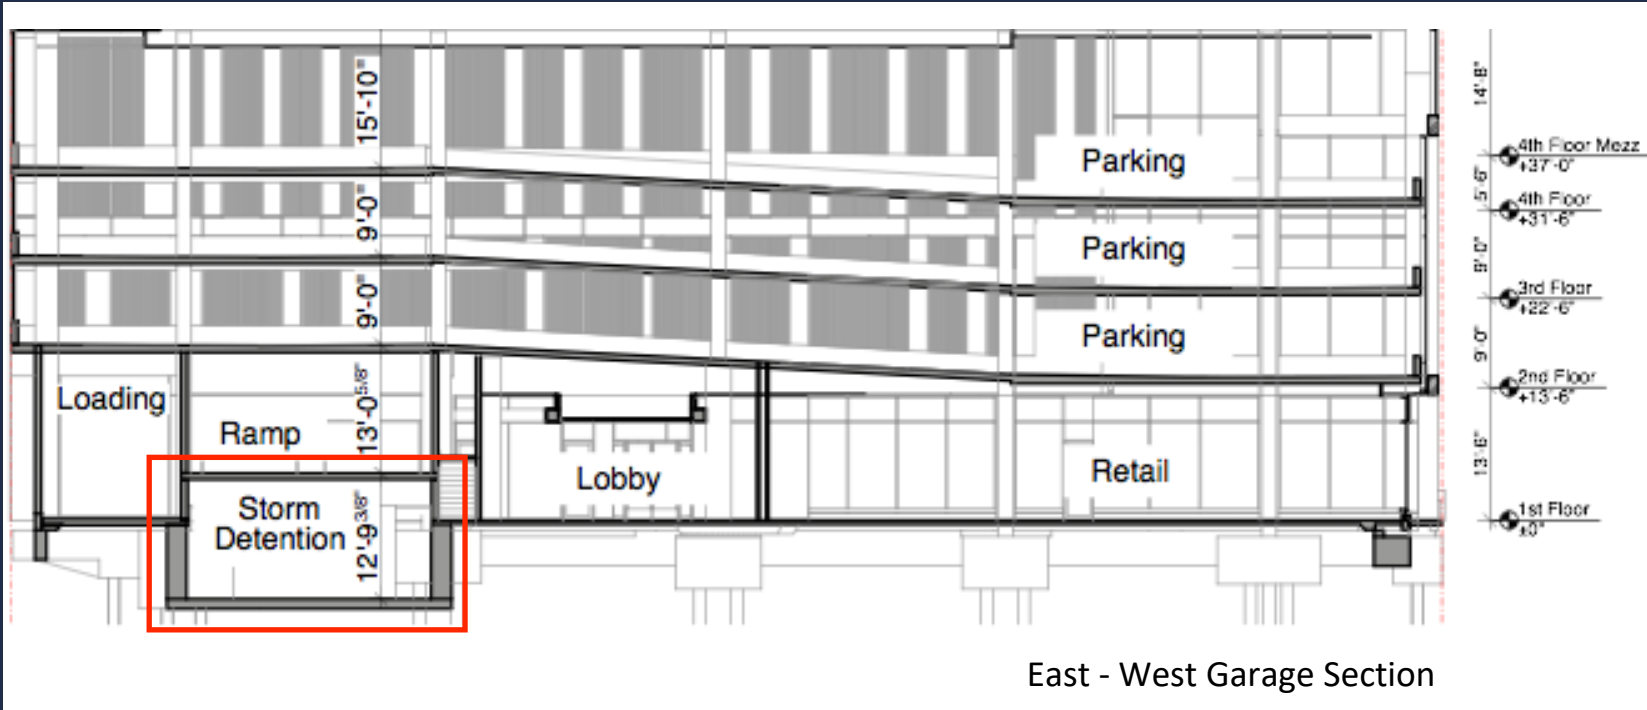 15'-10"
14'-8"
Parking
4th Floor Mezz
+37'-0"
5'-6"
4th Floor
+31'-6"
9'-0"
Parking
9'-0"
3rd Floor
+22'-6"
9'-0"
Parking
9'-0"
2nd Floor
+13'-6"
Loading
13'-0 5/8"
Ramp
Lobby
Retail
13'-6"
Storm
Detention
12'-9 3/8"
1st Floor
±0"
East - West Garage Section